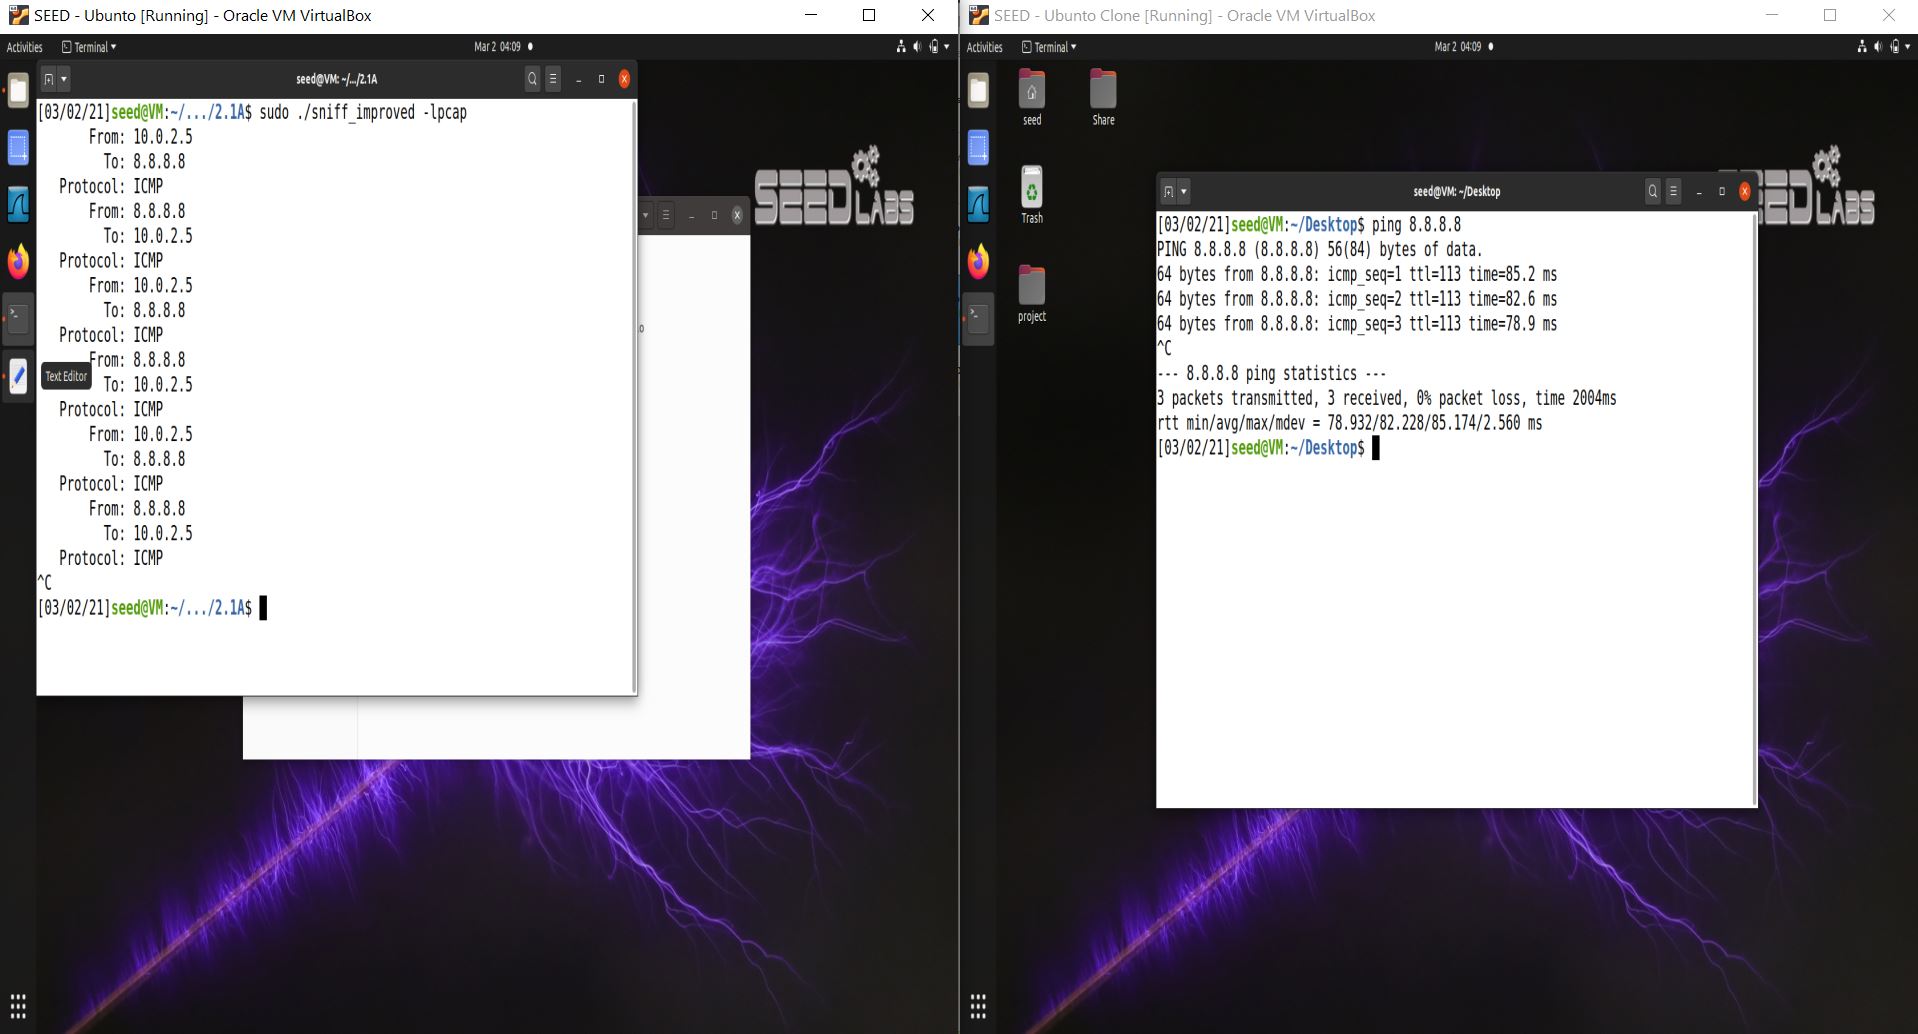 SEED - Ubunto [Running] - Oracle VM VirtualBox
Activities Terminal Mar 2 04:09
seed@VM: ~/.../2.1A
[03/02/21]seed@VM:~/.../2.1A$ sudo ./sniff_improved -lpcap
From: 10.0.2.5
To: 8.8.8.8
Protocol: ICMP
From: 8.8.8.8
To: 10.0.2.5
Protocol: ICMP
From: 10.0.2.5
To: 8.8.8.8
Protocol: ICMP
From: 8.8.8.8
To: 10.0.2.5
Protocol: ICMP
From: 10.0.2.5
To: 8.8.8.8
Protocol: ICMP
From: 8.8.8.8
To: 10.0.2.5
Protocol: ICMP
^C
[03/02/21]seed@VM:~/.../2.1A$
Text Editor
SEED LABS
SEED - Ubunto Clone [Running] - Oracle VM VirtualBox
Activities Terminal Mar 2 04:09
seed
Share
Trash
project
seed@VM: ~/Desktop
[03/02/21]seed@VM:~/Desktop$ ping 8.8.8.8
PING 8.8.8.8 (8.8.8.8) 56(84) bytes of data.
64 bytes from 8.8.8.8: icmp_seq=1 ttl=113 time=85.2 ms
64 bytes from 8.8.8.8: icmp_seq=2 ttl=113 time=82.6 ms
64 bytes from 8.8.8.8: icmp_seq=3 ttl=113 time=78.9 ms
^C
--- 8.8.8.8 ping statistics ---
3 packets transmitted, 3 received, 0% packet loss, time 2004ms
rtt min/avg/max/mdev = 78.932/82.228/85.174/2.560 ms
[03/02/21]seed@VM:~/Desktop$
EED LABS